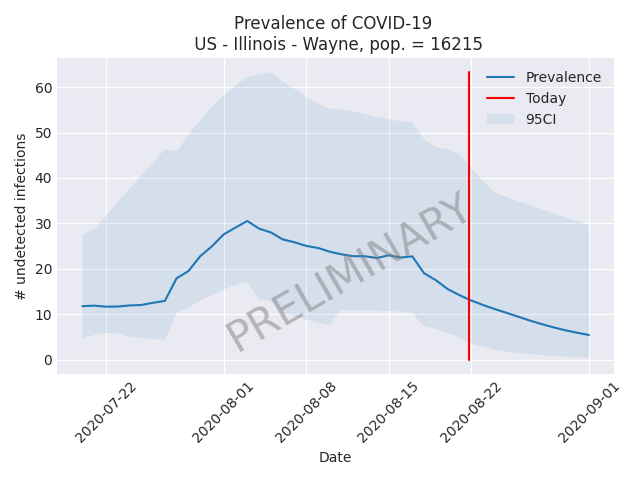 Prevalence of COVID-19
US - Illinois - Wayne, pop. = 16215
# undetected infections
60
50
40
30
20
10
0
Prevalence
Today
95CI
PRELIMINARY
2020-07-22
2020-08-01
2020-08-08
2020-08-15
2020-08-22
2020-09-01
Date